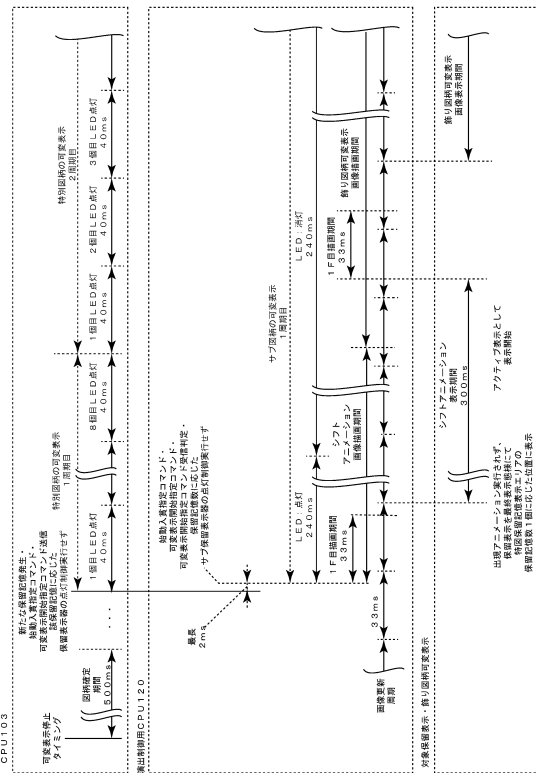 CPU103
可変表示停止
タイミング
図柄確定
期間
500ms
・・・
新たな保留記憶発生・
始動入賞指定コマンド・
可変表示開始指定コマンド送信
該保留記憶に応じた
保留表示器の点灯制御実行せず
1個目LED点灯
40ms
特別図柄の可変表示
1周期目
8個目LED点灯
40ms
1個目LED点灯
40ms
2個目LED点灯
40ms
特別図柄の可変表示
2周期目
3個目LED点灯
40ms
演出制御用CPU120
最長
2ms
始動入賞指定コマンド・
可変表示開始指定コマンド・
可変表示開始指定コマンド受信判定・
保留記憶数に応じた
サブ保留表示器の点灯制御実行せず
サブ図柄の可変表示
1周期目
LED:点灯
240ms
LED:消灯
240ms
シフト
アニメーション
画像描画期間
飾り図柄可変表示
画像描画期間
1F目描画期間
33ms
1F目描画期間
33ms
画像更新
周期
33ms
対象保留表示・飾り図柄可変表示
出現アニメーション実行されず、
保留表示を最終表示態様にて
特図保留記憶表示エリアの
保留記憶数1個に応じた位置に表示
シフトアニメーション
表示期間
300ms
アクティブ表示として
表示開始
飾り図柄可変表示
画像表示期間